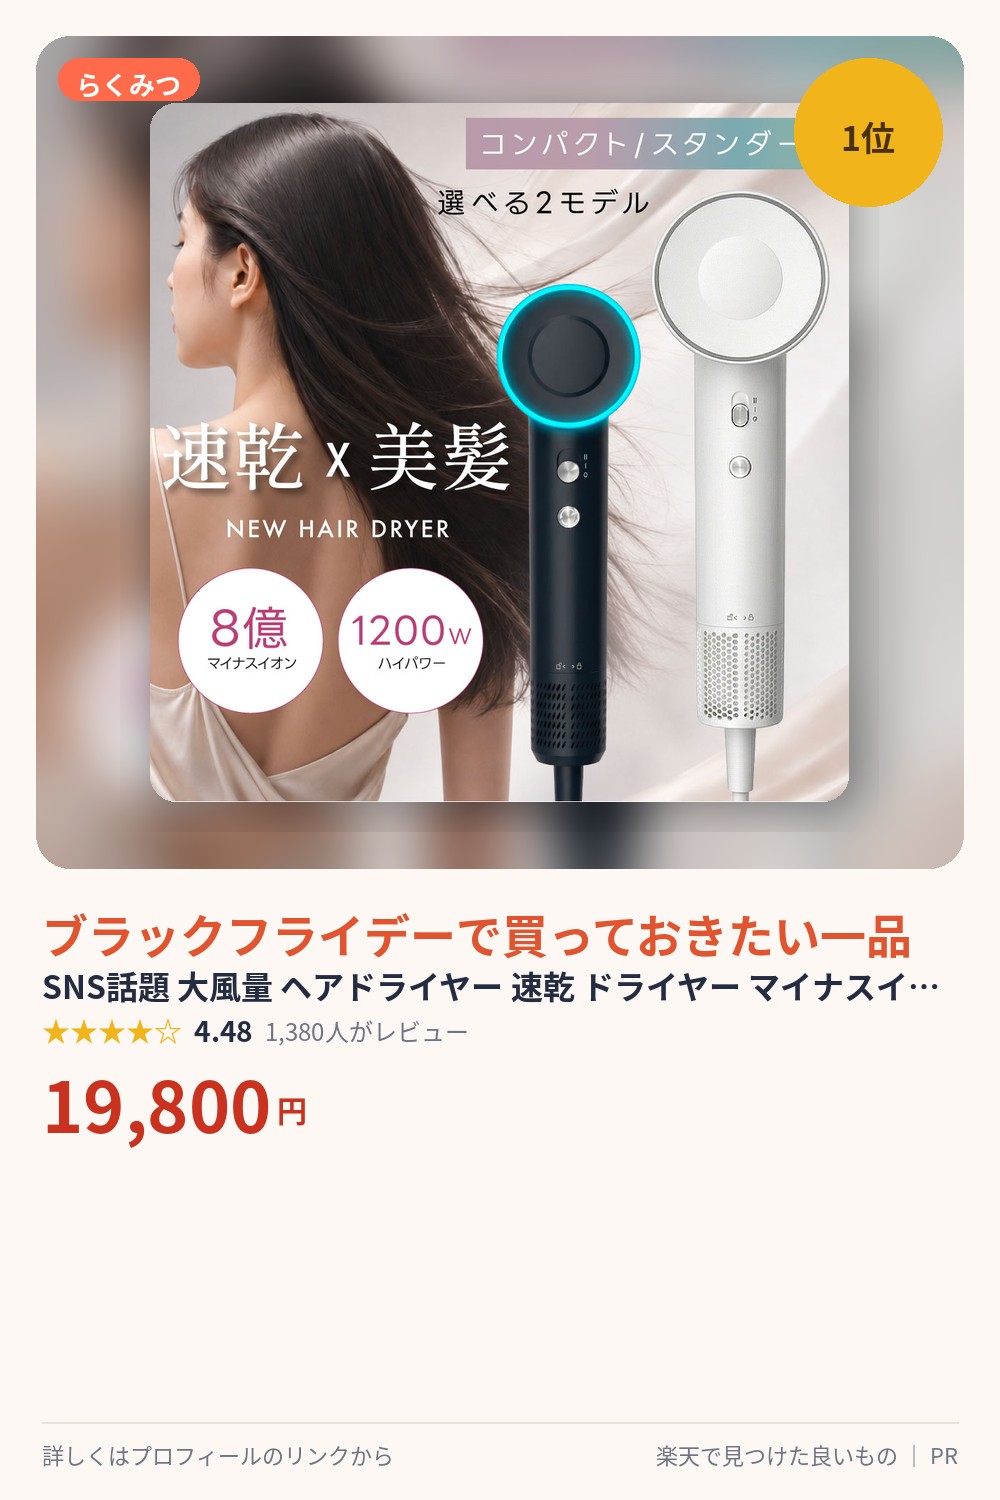 らくみつ
1位
コンパクト/スタンダー
選べる2モデル
速乾 x 美髪
NEW HAIR DRYER
8億
マイナスイオン
1200W
ハイパワー
ブラックフライデーで買っておきたい一品
SNS話題 大風量 ヘアドライヤー 速乾 ドライヤー マイナスイ…
★★★★☆ 4.48 1,380人がレビュー
19,800円
詳しくはプロフィールのリンクから
楽天で見つけた良いもの | PR